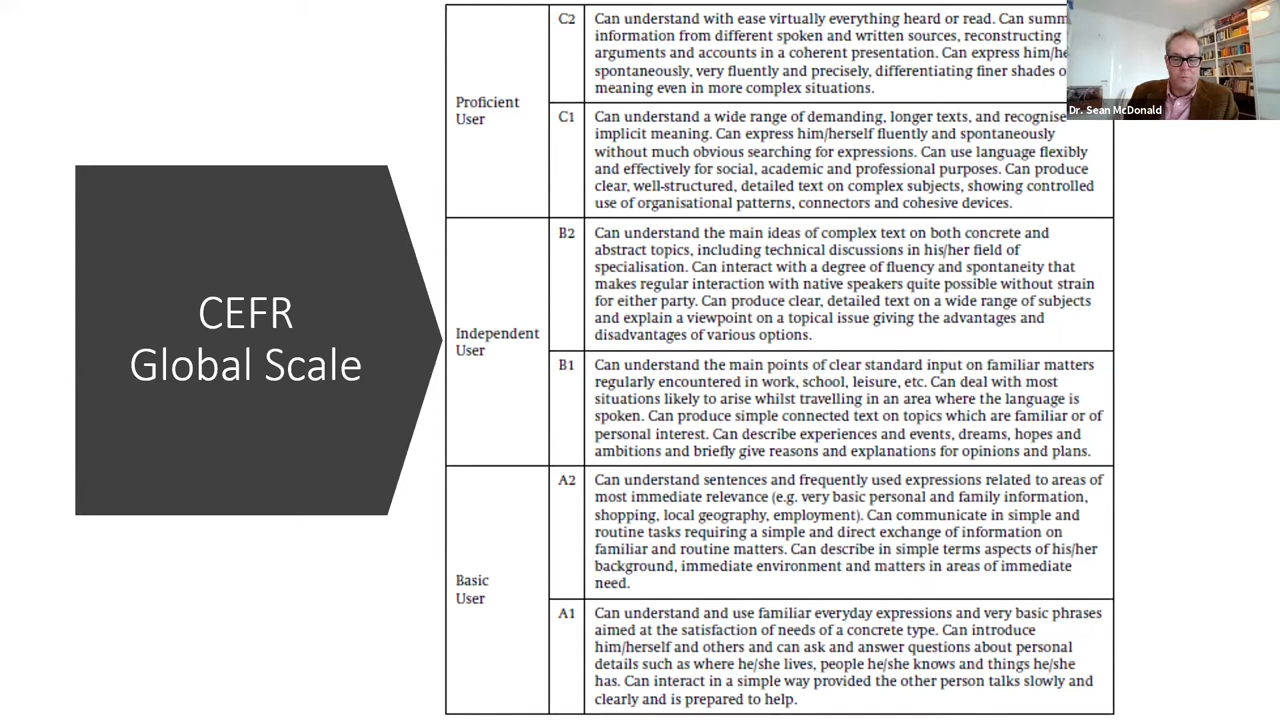 CEFR
Global Scale
Proficient
User
C2
Can understand with ease virtually everything heard or read. Can
information from different spoken and written sources, reconstructing
arguments and accounts in a coherent presentation. Can express
spontaneously, very fluently and precisely, differentiating finer shades
meaning even in more complex situations.
C1
Can understand a wide range of demanding, longer texts, and recognise
implicit meaning. Can express him/herself fluently and spontaneously
without much obvious searching for expressions. Can use language flexibly
and effectively for social, academic and professional purposes. Can produce
clear, well-structured, detailed text on complex subjects, showing controlled
use of organisational patterns, connectors and cohesive devices.
Independent
User
B2
Can understand the main ideas of complex text on both concrete and
abstract topics, including technical discussions in his/her field of
specialisation. Can interact with a degree of fluency and spontaneity that
makes regular interaction with native speakers quite possible without strain
for either party. Can produce clear, detailed text on a wide range of subjects
and explain a viewpoint on a topical issue giving the advantages and
disadvantages of various options.
B1
Can understand the main points of clear standard input on familiar matters
regularly encountered in work, school, leisure, etc. Can deal with most
situations likely to arise whilst travelling in an area where the language is
spoken. Can produce simple connected text on topics which are familiar or of
personal interest. Can describe experiences and events, dreams, hopes and
ambitions and briefly give reasons and explanations for opinions and plans.
Basic
User
A2
Can understand sentences and frequently used expressions related to areas of
most immediate relevance (e.g. very basic personal and family information,
shopping, local geography, employment). Can communicate in simple and
routine tasks requiring a simple and direct exchange of information on
familiar and routine matters. Can describe in simple terms aspects of his/her
background, immediate environment and matters in areas of immediate
need.
A1
Can understand and use familiar everyday expressions and very basic phrases
aimed at the satisfaction of needs of a concrete type. Can introduce
him/herself and others and can ask and answer questions about personal
details such as where he/she lives, people he/she knows and things he/she
has. Can interact in a simple way provided the other person talks slowly and
clearly and is prepared to help.
Dr. Sean McDonald